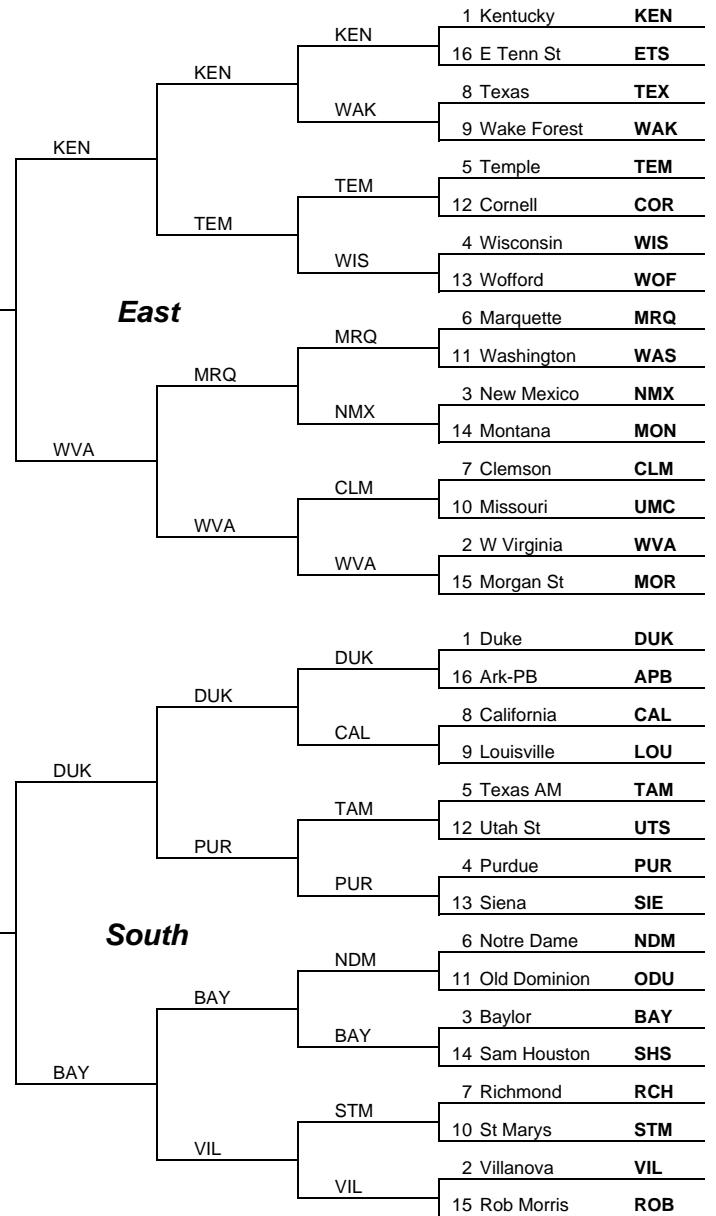 1 Kentucky KEN
KEN
16 E Tenn St ETS
KEN
8 Texas TEX
WAK
9 Wake Forest WAK
KEN
5 Temple TEM
TEM
12 Cornell COR
TEM
4 Wisconsin WIS
WIS
13 Wofford WOF
East
6 Marquette MRQ
MRQ
11 Washington WAS
MRQ
3 New Mexico NMX
NMX
14 Montana MON
WVA
7 Clemson CLM
CLM
10 Missouri UMC
WVA
2 W Virginia WVA
WVA
15 Morgan St MOR
1 Duke DUK
DUK
16 Ark-PB APB
DUK
8 California CAL
CAL
9 Louisville LOU
DUK
5 Texas AM TAM
TAM
12 Utah St UTS
PUR
4 Purdue PUR
PUR
13 Siena SIE
South
6 Notre Dame NDM
NDM
11 Old Dominion ODU
BAY
3 Baylor BAY
BAY
14 Sam Houston SHS
BAY
7 Richmond RCH
STM
10 St Marys STM
VIL
2 Villanova VIL
VIL
15 Rob Morris ROB